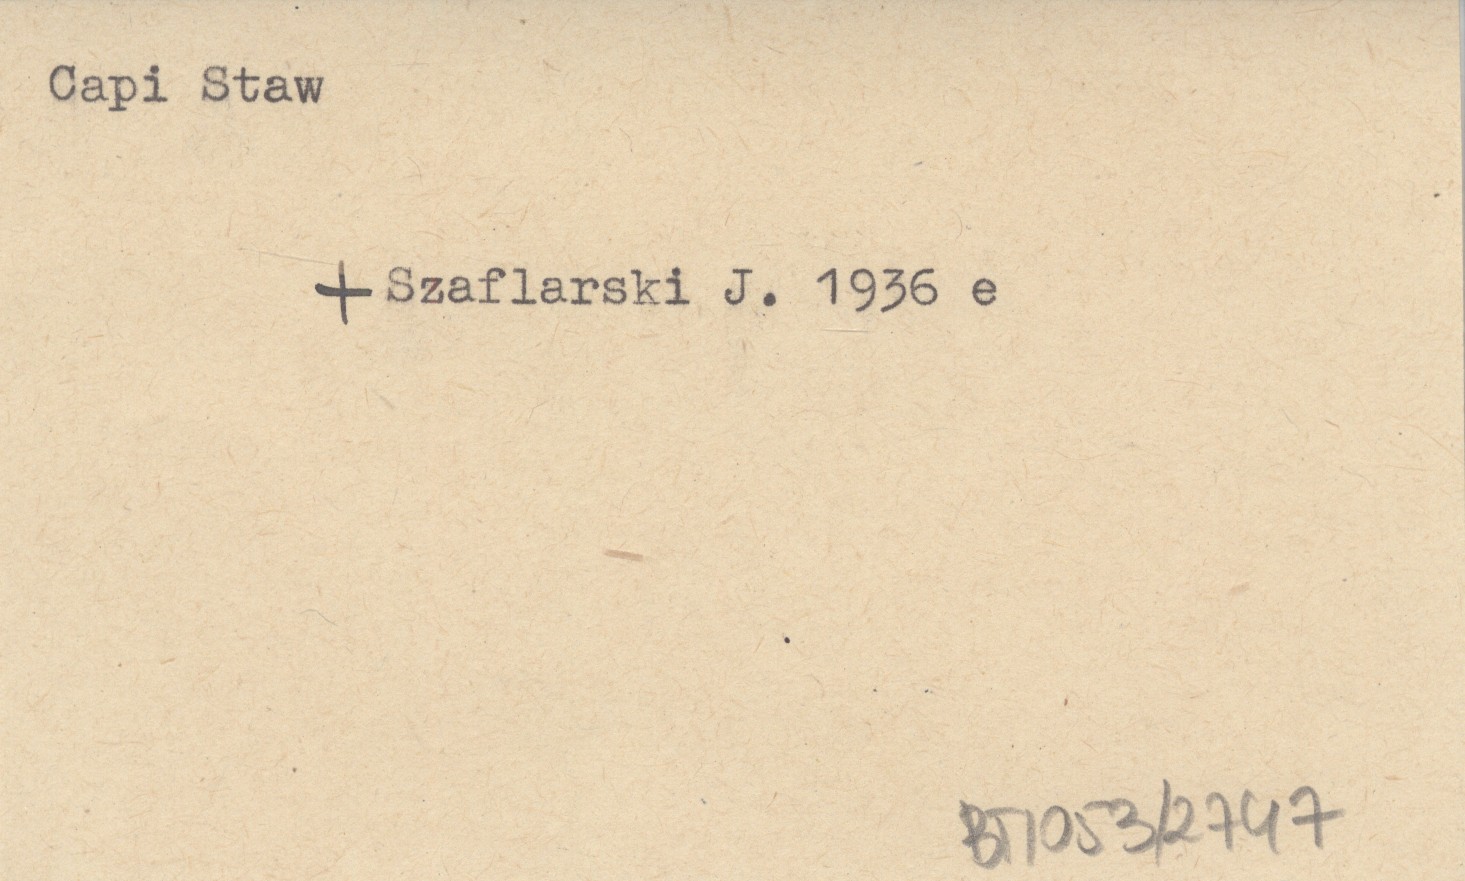 Capi Staw
+ Szaflarski J. 1936 e
BT1053/2747